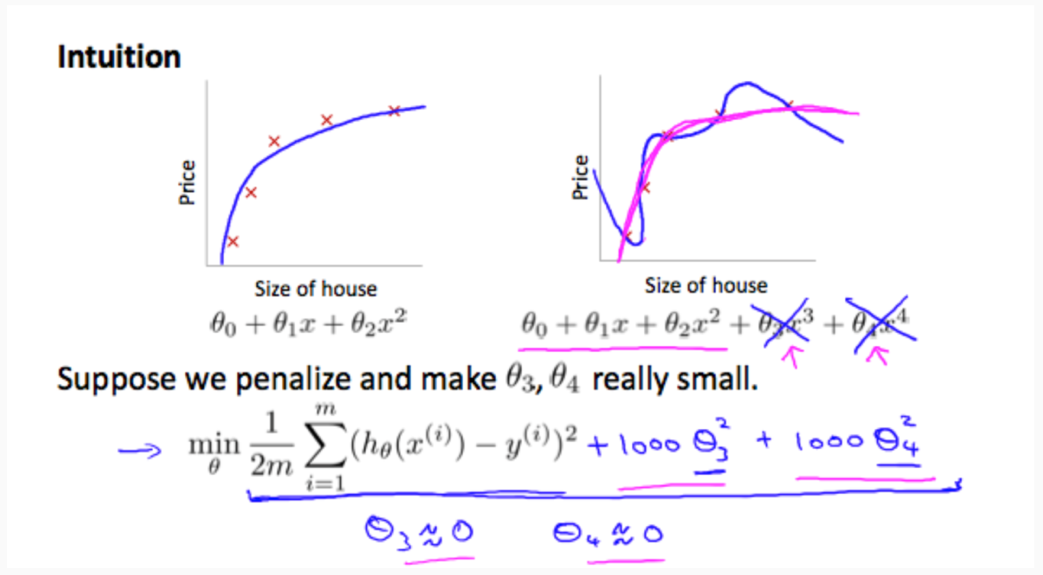 Intuition
Price
Size of house
θ₀ + θ₁x + θ₂x²
Price
Size of house
θ₀ + θ₁x + θ₂x² + θ₃x³ + θ₄x⁴
Suppose we penalize and make θ₃, θ₄ really small.
→ min_θ 1/2m ∑_{i=1}^{m} (h_θ(x^{(i)}) − y^{(i)})² + 1000 θ₃² + 1000 θ₄²
θ₃ ≈ 0 θ₄ ≈ 0